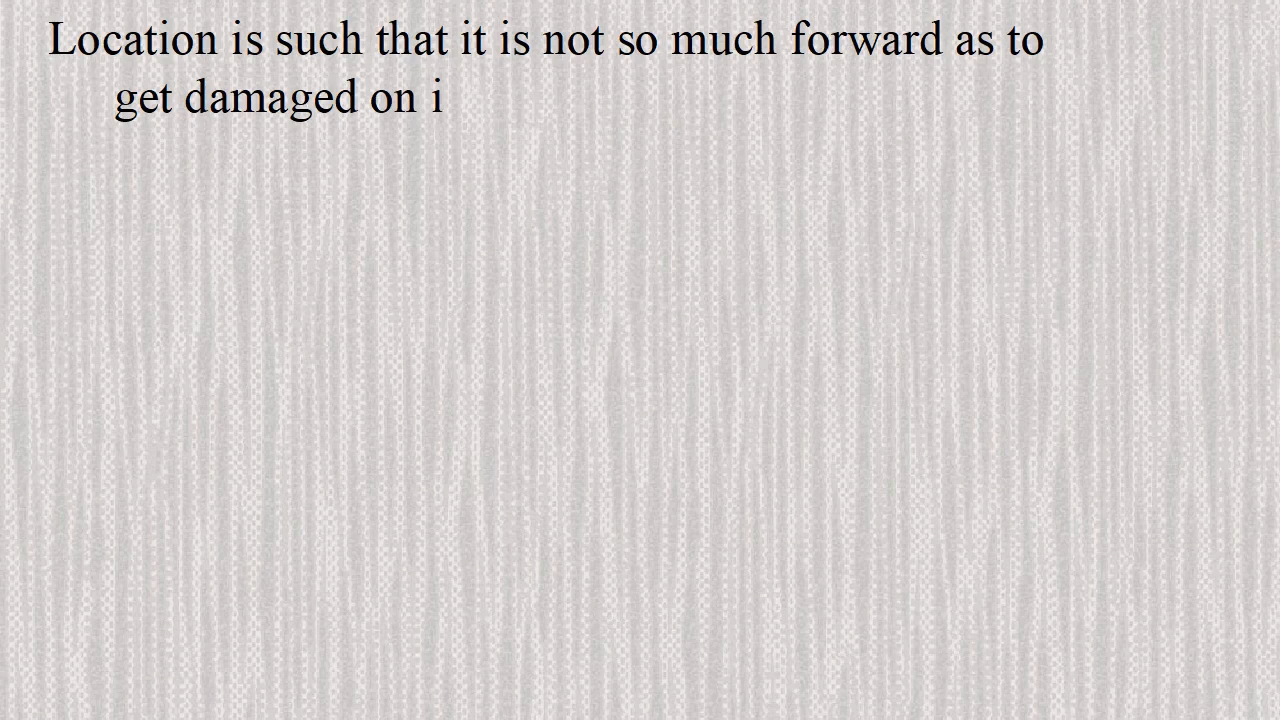 Location is such that it is not so much forward as to
get damaged on i